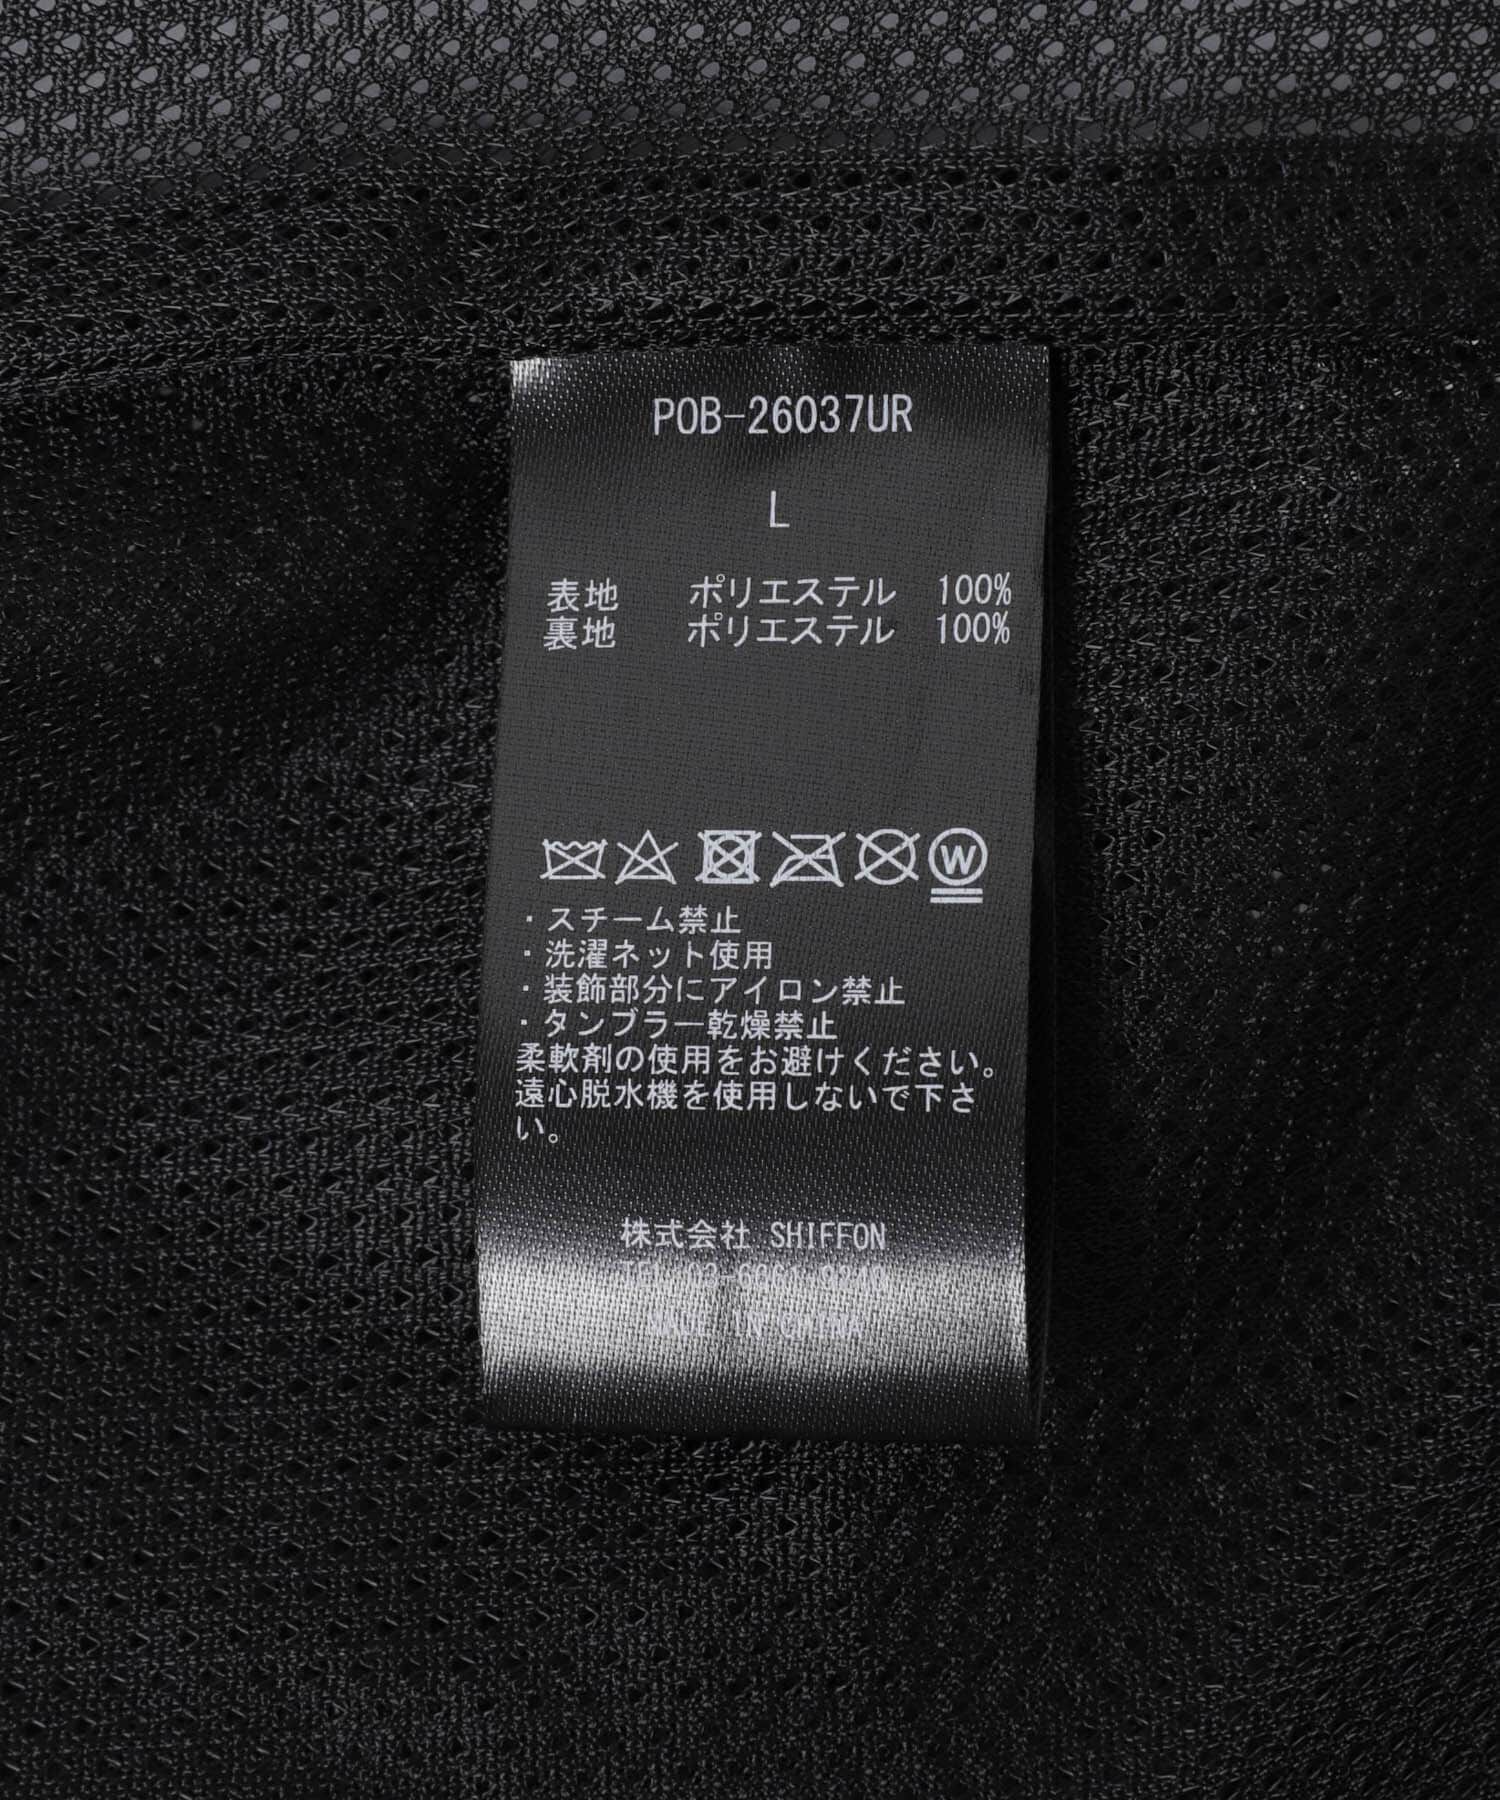 POB-26037UR
L
表地 ポリエステル 100%
裏地 ポリエステル 100%
W
・スチーム禁止
・洗濯ネット使用
・装飾部分にアイロン禁止
・タンブラー乾燥禁止
柔軟剤の使用をお避けください。
遠心脱水機を使用しないで下さ
い。
株式会社 SHIFFON
MADE IN CHINA